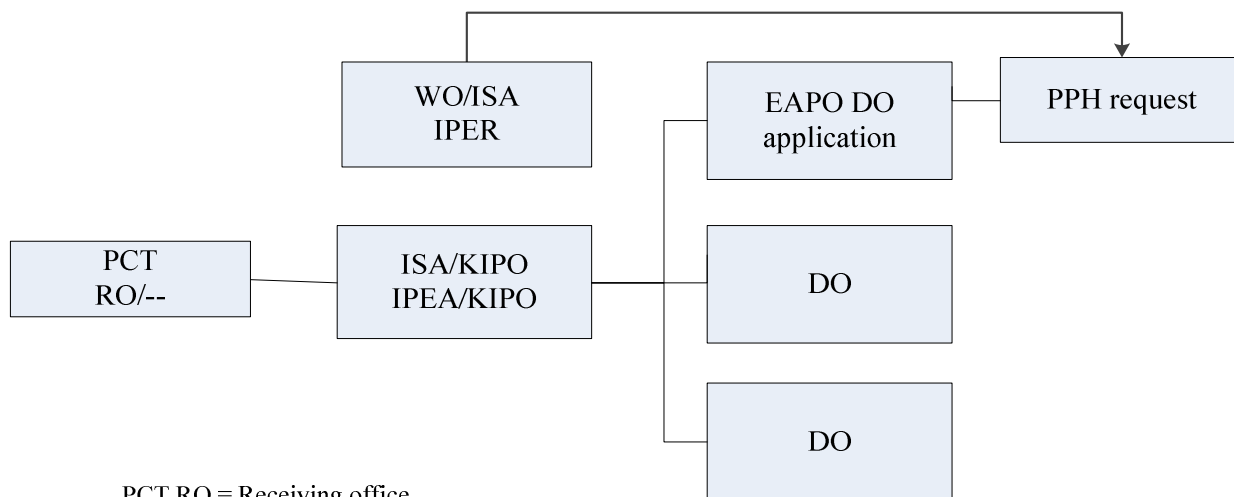 WO/ISA
IPER
EAPO DO
application
PPH request
PCT
RO/--
ISA/KIPO
IPEA/KIPO
DO
DO
PCT RO = Receiving office